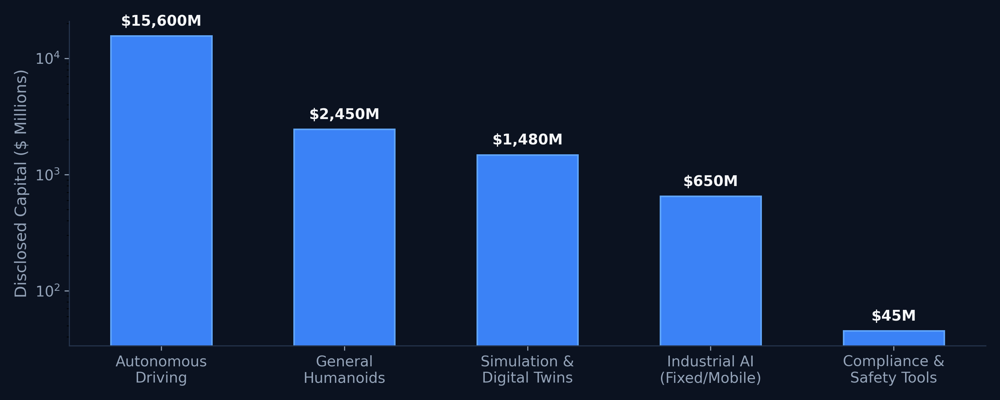 $15,600M
$2,450M
$1,480M
$650M
$45M
Disclosed Capital ($ Millions)
10⁴
10³
10²
Autonomous
Driving
General
Humanoids
Simulation &
Digital Twins
Industrial AI
(Fixed/Mobile)
Compliance &
Safety Tools